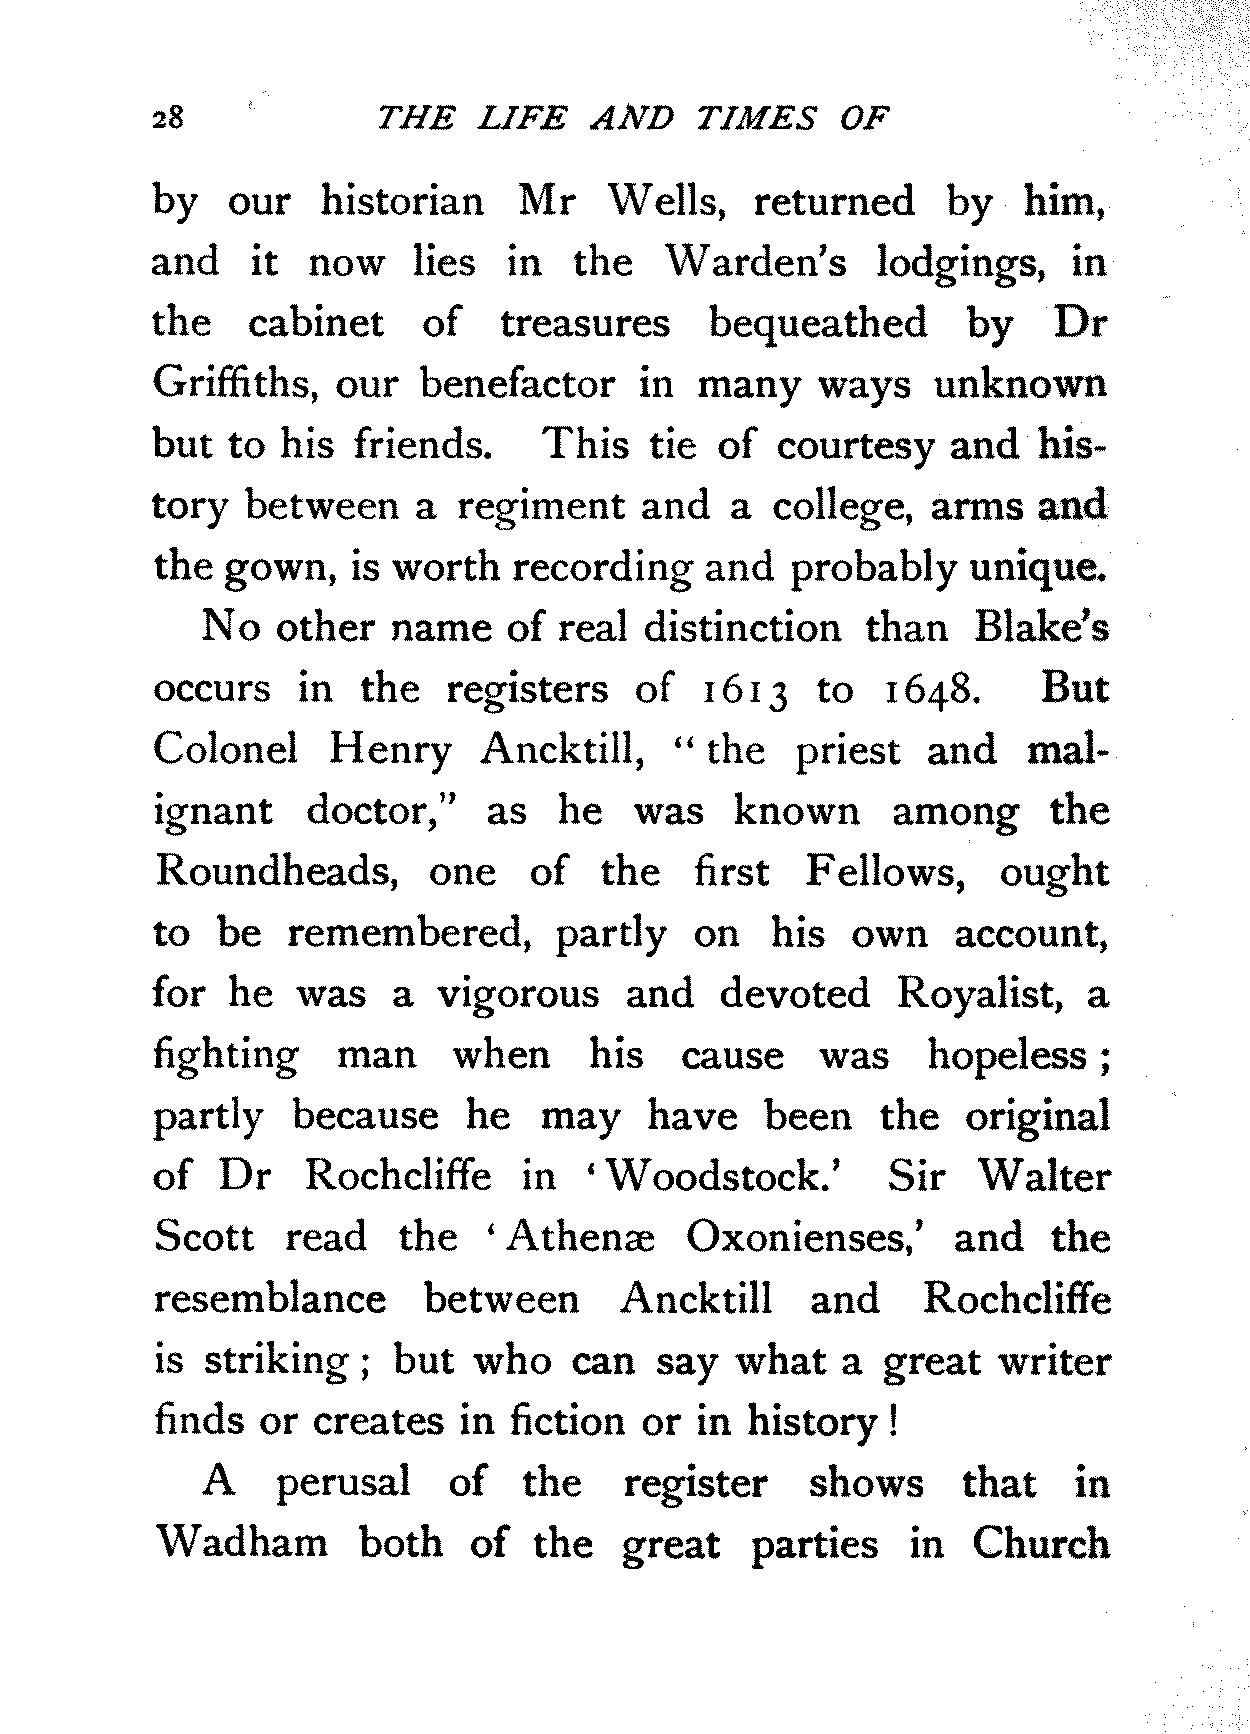 28 THE LIFE AND TIMES OF
by our historian Mr Wells, returned by him,
and it now lies in the Warden's lodgings, in
the cabinet of treasures bequeathed by Dr
Griffiths, our benefactor in many ways unknown
but to his friends. This tie of courtesy and his-
tory between a regiment and a college, arms and
the gown, is worth recording and probably unique.
No other name of real distinction than Blake's
occurs in the registers of 1613 to 1648. But
Colonel Henry Ancktill, “ the priest and mal-
ignant doctor,” as he was known among the
Roundheads, one of the first Fellows, ought
to be remembered, partly on his own account,
for he was a vigorous and devoted Royalist, a
fighting man when his cause was hopeless ;
partly because he may have been the original
of Dr Rochcliffe in ‘ Woodstock.’ Sir Walter
Scott read the ‘ Athenæ Oxonienses,’ and the
resemblance between Ancktill and Rochcliffe
is striking ; but who can say what a great writer
finds or creates in fiction or in history !
A perusal of the register shows that in
Wadham both of the great parties in Church